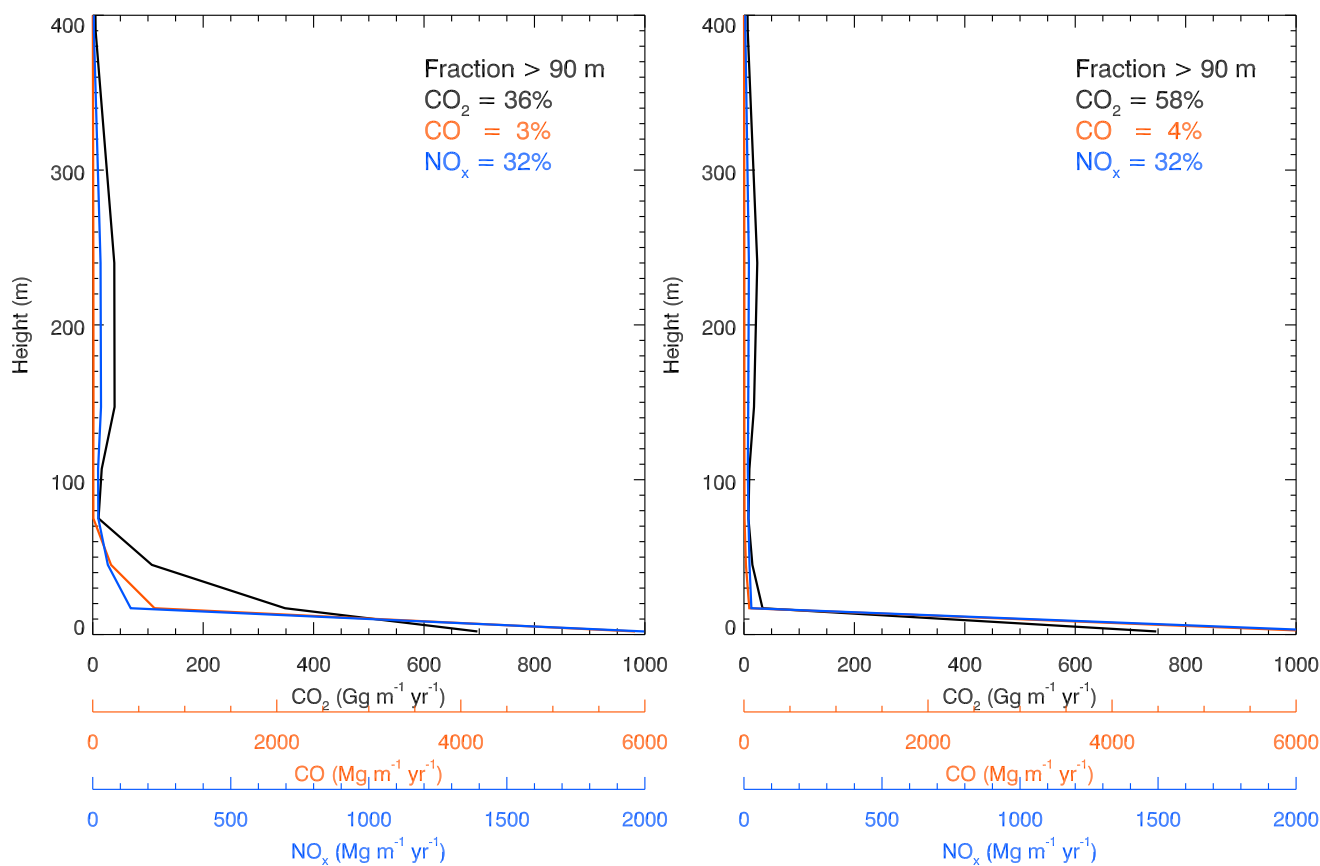 400
300
200
100
0
Height (m)
Fraction > 90 m
CO₂ = 36%
CO = 3%
NOₓ = 32%
0 200 400 600 800 1000
CO₂ (Gg m⁻¹ yr⁻¹)
0 2000 4000 6000
CO (Mg m⁻¹ yr⁻¹)
0 500 1000 1500 2000
NOₓ (Mg m⁻¹ yr⁻¹)
400
300
200
100
0
Height (m)
Fraction > 90 m
CO₂ = 58%
CO = 4%
NOₓ = 32%
0 200 400 600 800 1000
CO₂ (Gg m⁻¹ yr⁻¹)
0 2000 4000 6000
CO (Mg m⁻¹ yr⁻¹)
0 500 1000 1500 2000
NOₓ (Mg m⁻¹ yr⁻¹)